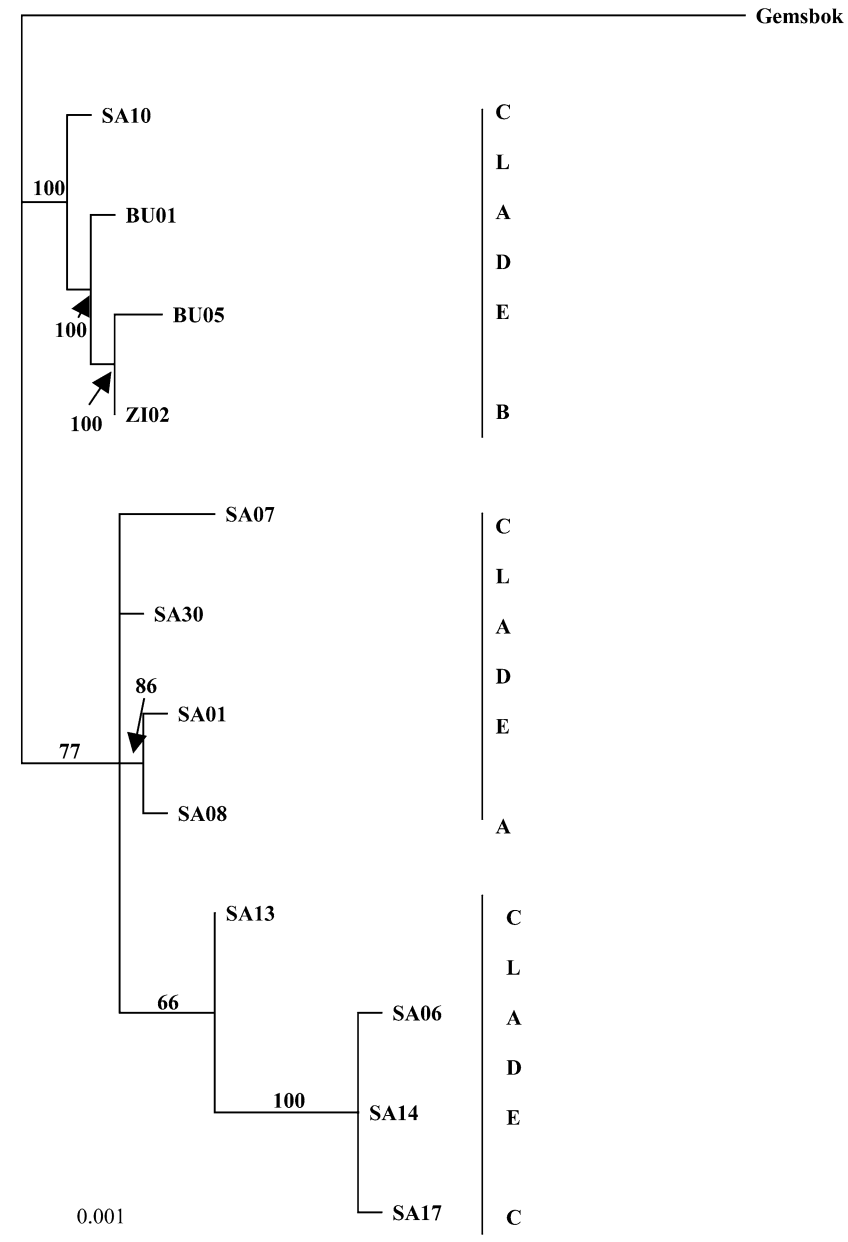 Gemsbok
SA10
100
BU01
100
BU05
100
ZI02
C
L
A
D
E
B
SA07
SA30
86
SA01
77
SA08
C
L
A
D
E
A
SA13
66
SA06
100
SA14
SA17
C
L
A
D
E
C
0.001